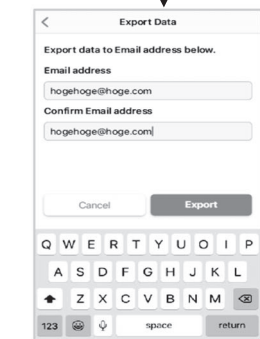 Export Data
Export data to Email address below.
Email address
hogehoge@hoge.com
Confirm Email address
hogehoge@hoge.com
Cancel Export
Q W E R T Y U O I P
A S D F G H J K L
Z X C V B N M
123 space return